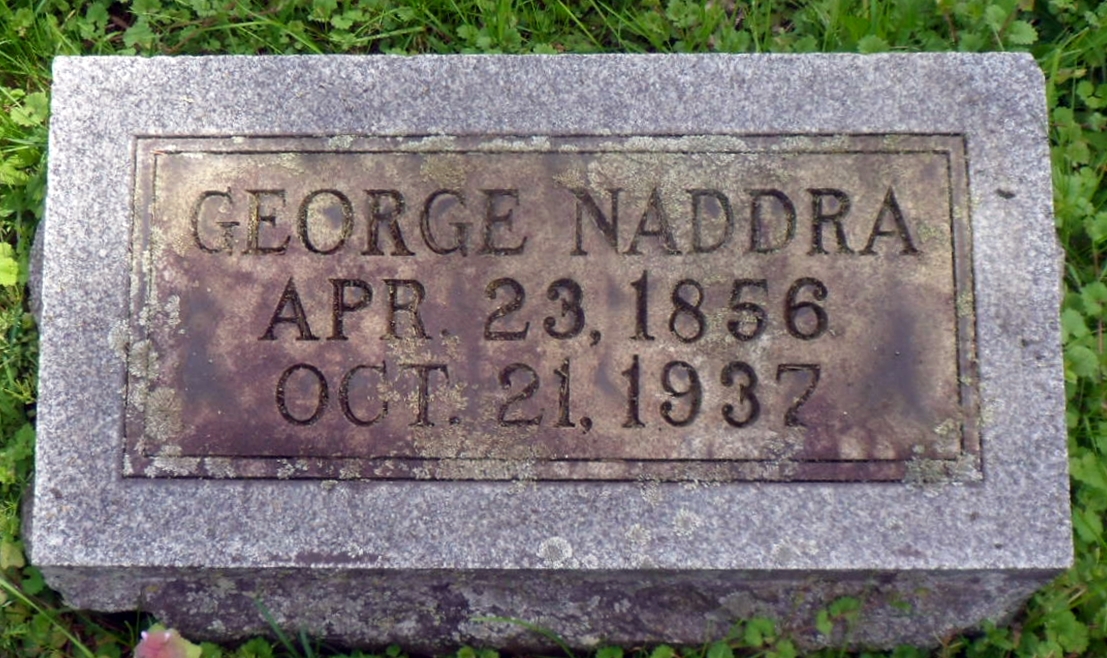 GEORGE NADDRA
APR. 23, 1856
OCT. 21, 1937